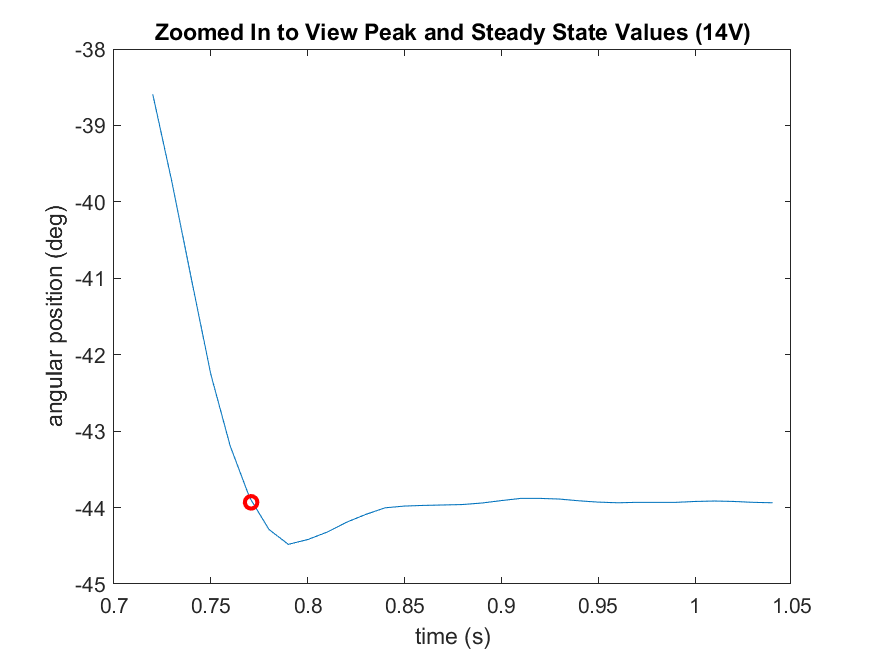 Zoomed In to View Peak and Steady State Values (14V)
-38
-39
-40
-41
-42
-43
-44
-45
angular position (deg)
0.7 0.75 0.8 0.85 0.9 0.95 1 1.05
time (s)